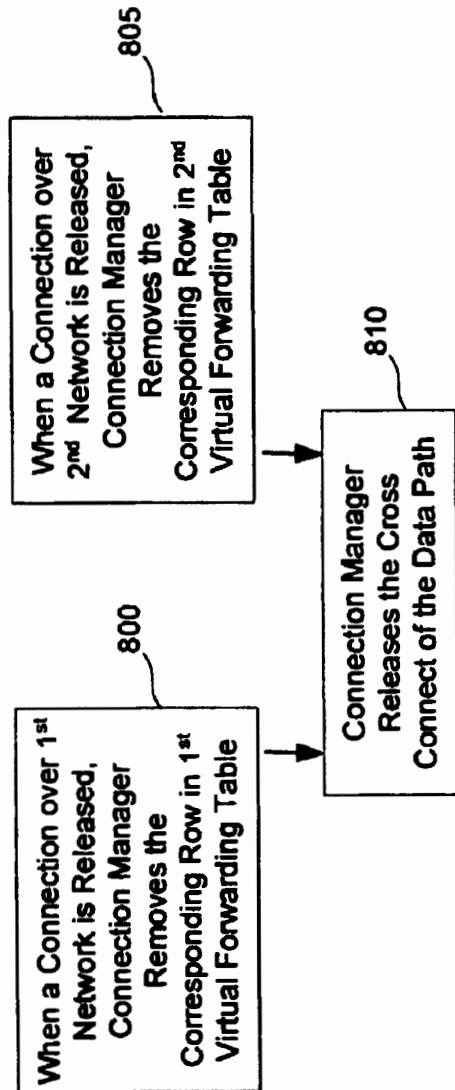 When a Connection over 1st
Network is Released,
Connection Manager
Removes the
Corresponding Row in 1st
Virtual Forwarding Table
800
When a Connection over
2nd Network is Released,
Connection Manager
Removes the
Corresponding Row in 2nd
Virtual Forwarding Table
805
Connection Manager
Releases the Cross
Connect of the Data Path
810